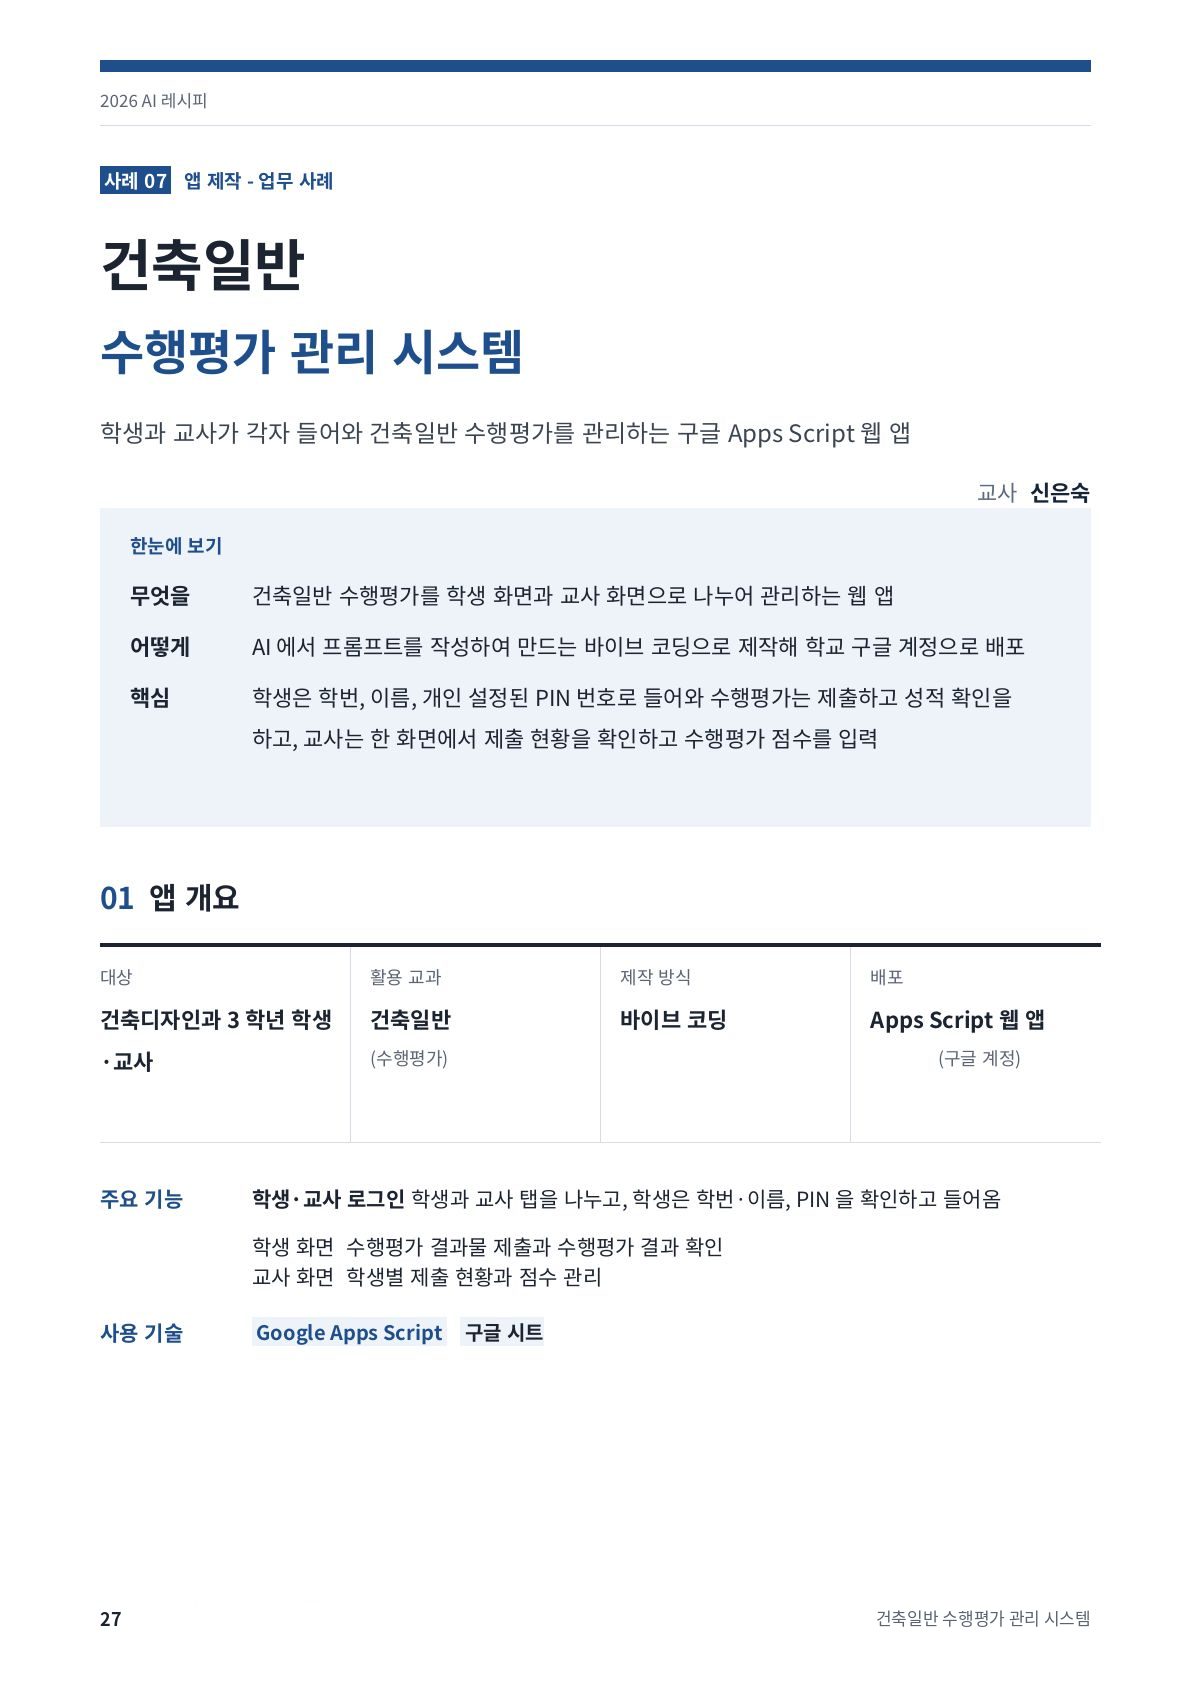 2026 AI 레시피
사례 07 앱 제작 - 업무 사례
건축일반
수행평가 관리 시스템
학생과 교사가 각자 들어와 건축일반 수행평가를 관리하는 구글 Apps Script 웹 앱
교사 신은숙
한눈에 보기
무엇을 건축일반 수행평가를 학생 화면과 교사 화면으로 나누어 관리하는 웹 앱
어떻게 AI 에서 프롬프트를 작성하여 만드는 바이브 코딩으로 제작해 학교 구글 계정으로 배포
핵심 학생은 학번, 이름, 개인 설정된 PIN 번호로 들어와 수행평가는 제출하고 성적 확인을
하고, 교사는 한 화면에서 제출 현황을 확인하고 수행평가 점수를 입력
01 앱 개요
대상 활용 교과 제작 방식 배포
건축디자인과 3 학년 학생 건축일반 바이브 코딩 Apps Script 웹 앱
·교사 (수행평가) (구글 계정)
주요 기능 학생·교사 로그인 학생과 교사 탭을 나누고, 학생은 학번·이름, PIN 을 확인하고 들어옴
학생 화면 수행평가 결과물 제출과 수행평가 결과 확인
교사 화면 학생별 제출 현황과 점수 관리
사용 기술 Google Apps Script 구글 시트
27 건축일반 수행평가 관리 시스템